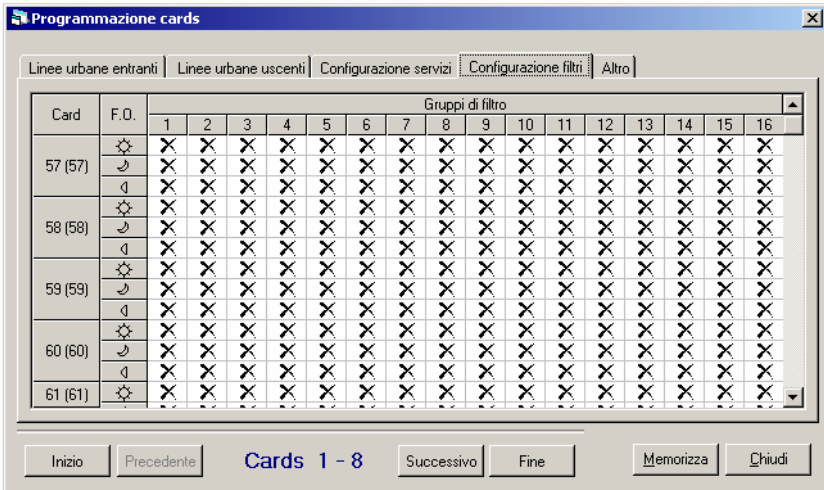 Programmazione cards
Linee urbane entranti Linee urbane uscenti Configurazione servizi Configurazione filtri Altro
Card F.O. Gruppi di filtro
1 2 3 4 5 6 7 8 9 10 11 12 13 14 15 16
57 (57)
58 (58)
59 (59)
60 (60)
61 (61)
Inizio Precedente Cards 1 - 8 Successivo Fine Memorizza Chiudi